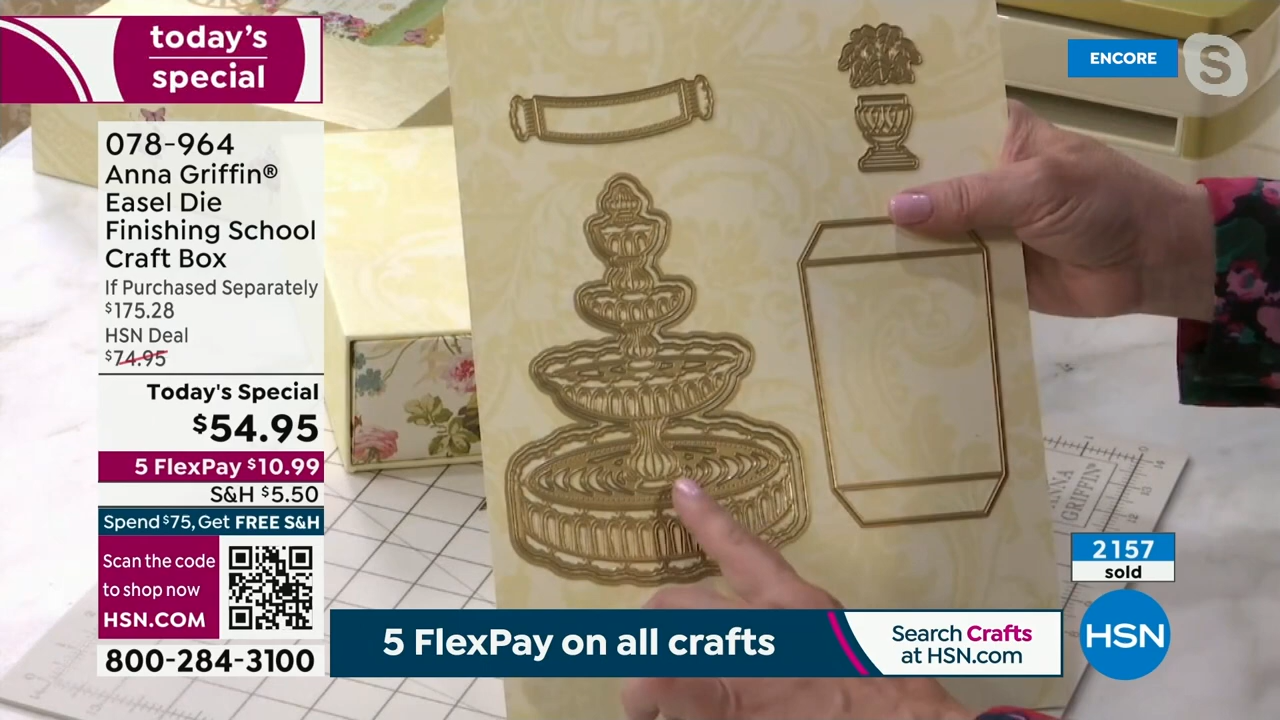 today's
special
ENCORE
S
078-964
Anna Griffin®
Easel Die
Finishing School
Craft Box
If Purchased Separately
$175.28
HSN Deal
$74.95
Today's Special
$54.95
5 FlexPay $10.99
S&H $5.50
Spend $75, Get FREE S&H
Scan the code
to shop now
HSN.COM
800-284-3100
ANNA
GRIFFIN®
2157
sold
HSN
5 FlexPay on all crafts
Search Crafts
at HSN.com